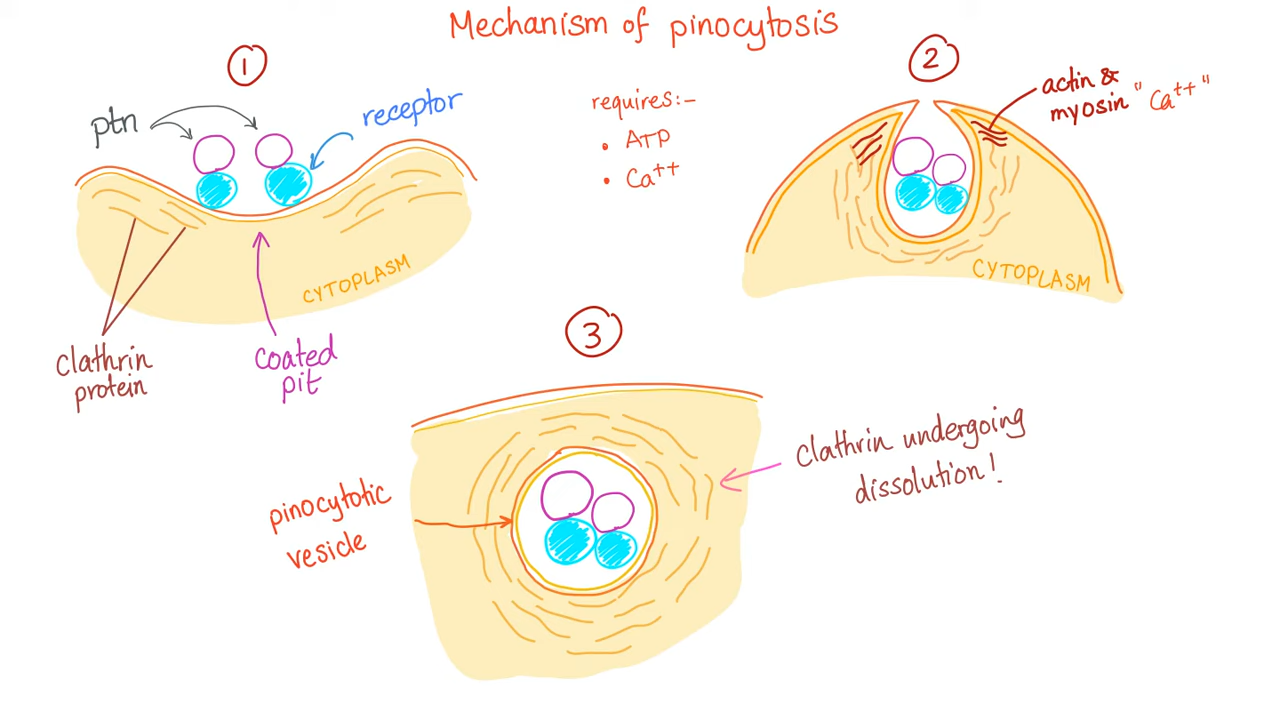 Mechanism of pinocytosis
1
ptn
receptor
clathrin
protein
coated
pit
CYTOPLASM
requires:-
• ATP
• Ca++
2
actin &
myosin "Ca++"
CYTOPLASM
3
pinocytotic
vesicle
clathrin undergoing
dissolution!